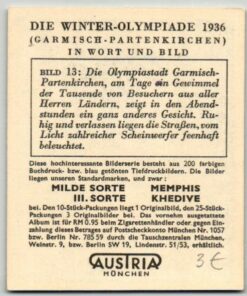 DIE WINTER-OLYMPIADE 1936
(GARMISCH-PARTENKIRCHEN)
IN WORT UND BILD
BILD 13: Die Olympiastadt Garmisch-
Partenkirchen, am Tage ein Gewimmel
der Tausende von Besuchern aus aller
Herren Ländern, zeigt in den Abend-
stunden ein ganz anderes Gesicht. Ru-
hig und verlassen liegen die Straßen, vom
Licht zahlreicher Scheinwerfer feenhaft
beleuchtet.
Diese hochinteressante Bilderserie besteht aus 200 farbigen
Buchdruck- bzw. blau getönten Tiefdruckbildern. Die Bilder
liegen unseren Standardmarken, und zwar:
MILDE SORTE MEMPHIS
III. SORTE KHEDIVE
bei. Den 10-Stück-Packungen liegt 1 Originalbild, den 25-Stück-
Packungen 3 Originalbilder bei. Das vornehm ausgestattete
Album ist für RM 0.95 beim Zigarettenhändler oder gegen Ein-
zahlung dieses Betrages auf Postscheckkonto München Nr. 1057
bzw. Berlin Nr. 785 59 durch die Tauschzentralen München,
Weinstr. 9, bzw. Berlin SW 19, Lindenstr. 51/53, erhältlich.
AUSTRIA
MÜNCHEN
3€